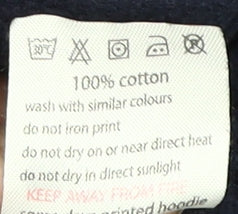 30°C
P
100% cotton
wash with similar colours
do not iron print
do not dry on or near direct heat
do not dry in direct sunlight
KEEP AWAY FROM FIRE
printed hoodie